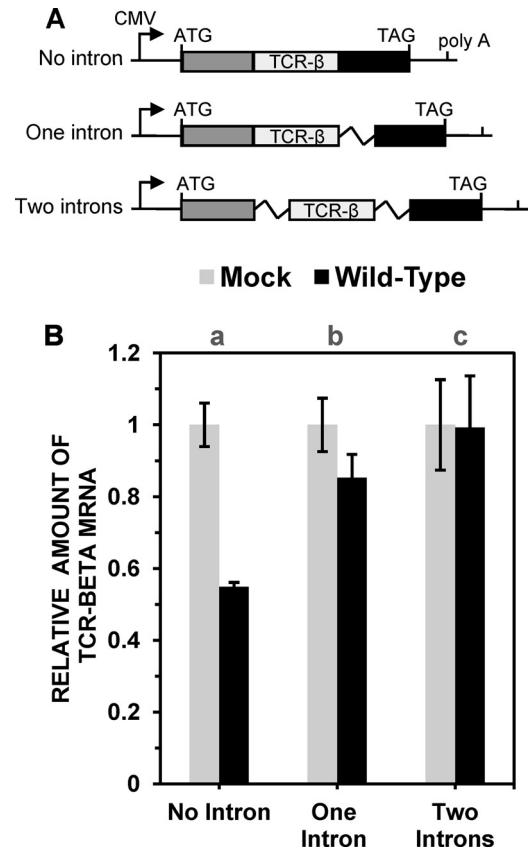 A
CMV
ATG
TAG
poly A
No intron
TCR-β
ATG
TAG
One intron
TCR-β
ATG
TAG
Two introns
TCR-β
Mock
Wild-Type
B
a
b
c
RELATIVE AMOUNT OF
TCR-BETA MRNA
1.2
1
0.8
0.6
0.4
0.2
0
No Intron
One
Intron
Two
Introns